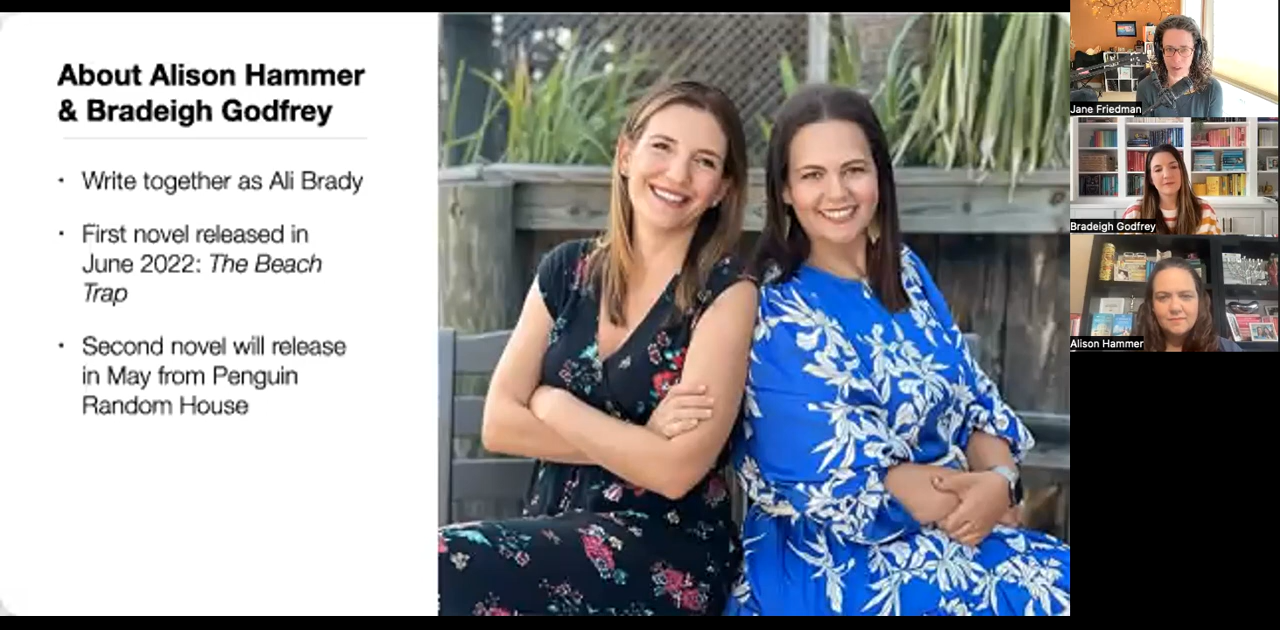 About Alison Hammer
& Bradeigh Godfrey
• Write together as Ali Brady
• First novel released in
June 2022: The Beach
Trap
• Second novel will release
in May from Penguin
Random House
Jane Friedman
Bradeigh Godfrey
Alison Hammer